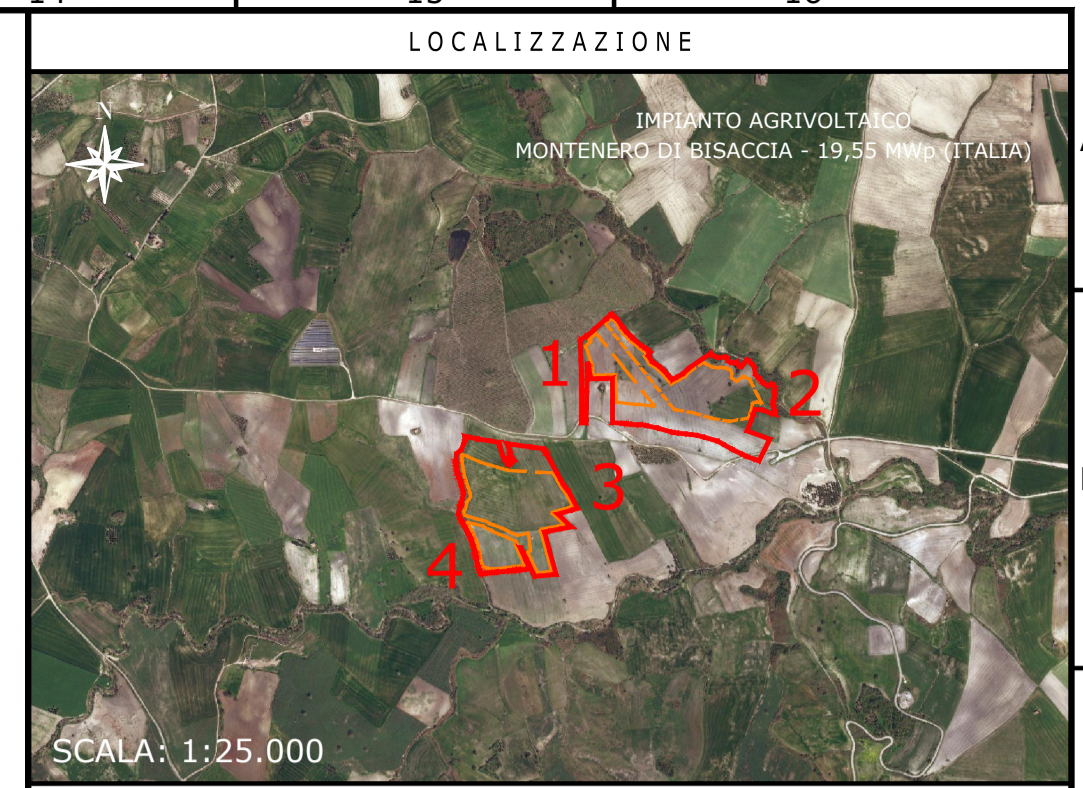 LOCALIZZAZIONE
N
IMPIANTO AGRIVOLTAICO
MONTENERO DI BISACCIA - 19,55 MWp (ITALIA)
1
2
3
4
SCALA: 1:25.000